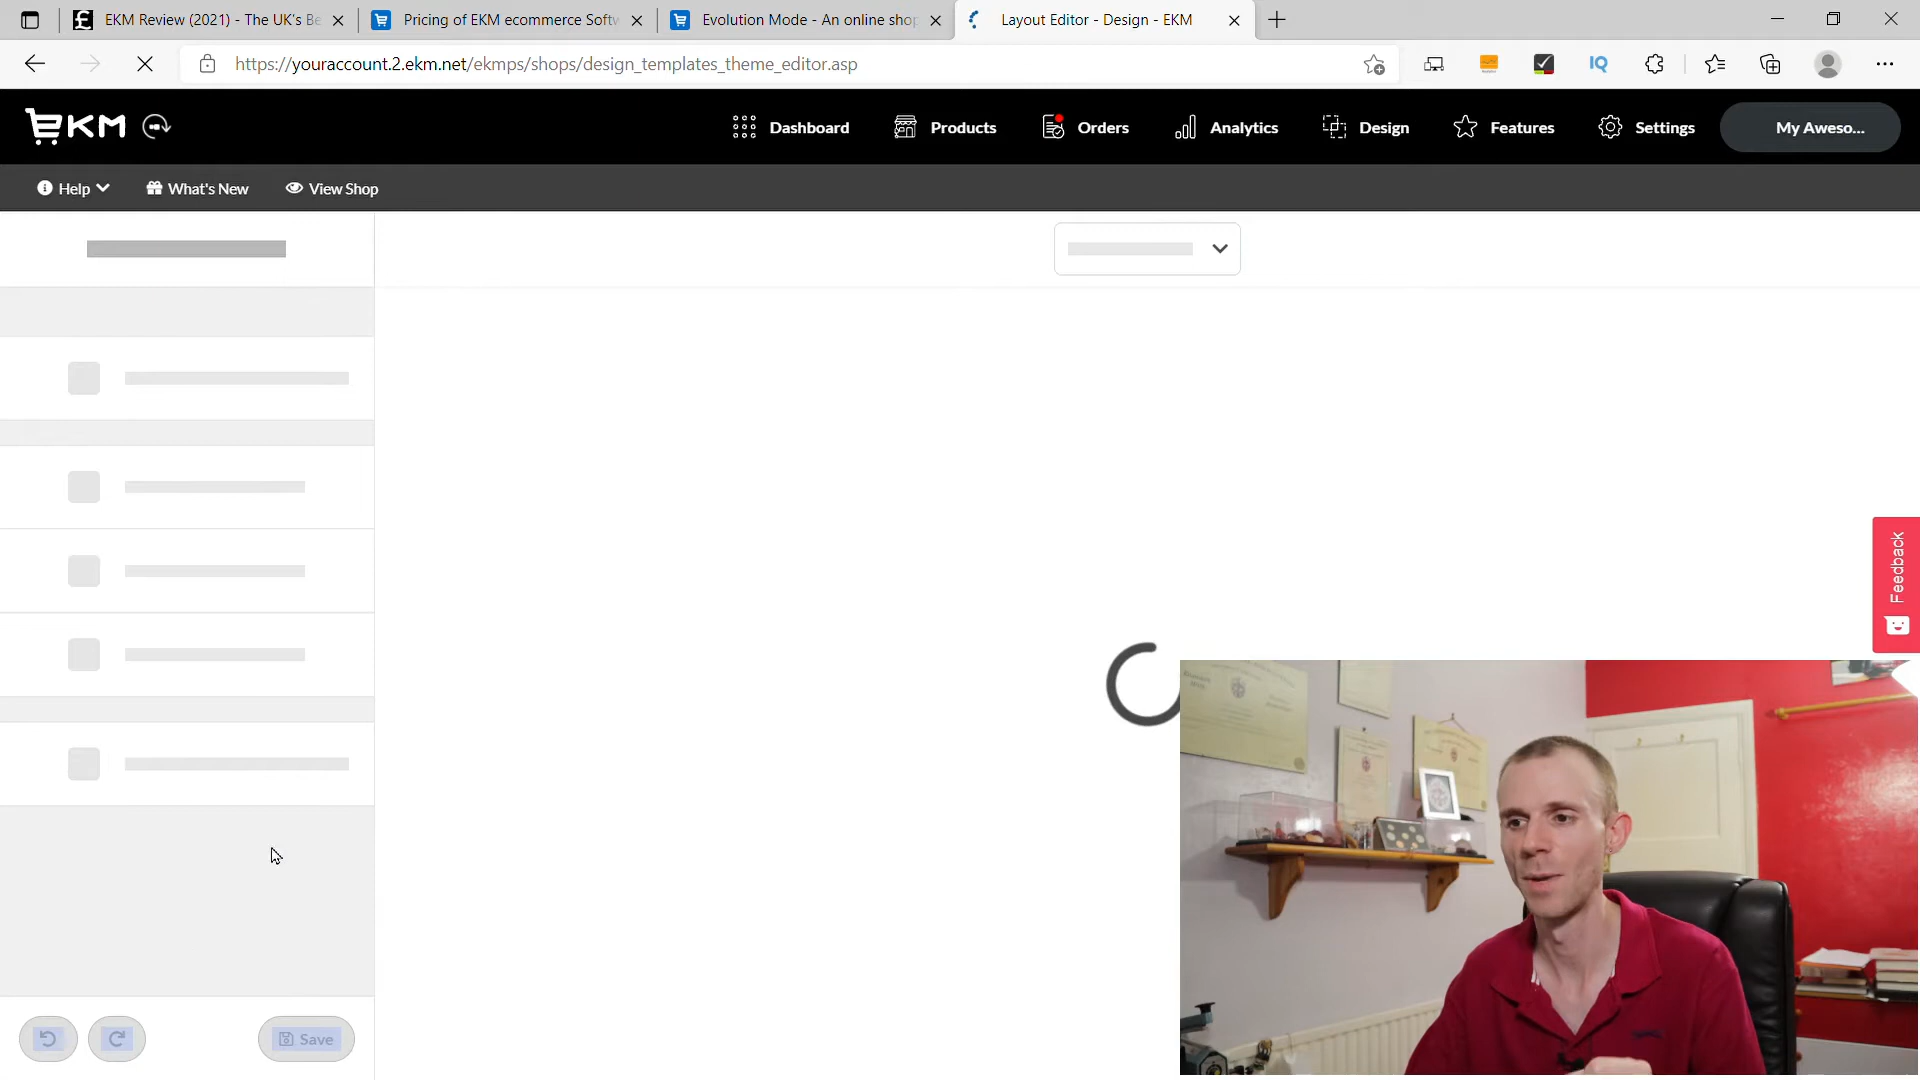 EKM Review (2021) - The UK's Be
Pricing of EKM ecommerce Softw
Evolution Mode - An online shop
Layout Editor - Design - EKM
https://youraccount.2.ekm.net/ekmps/shops/design_templates_theme_editor.asp
IQ
EKM
Dashboard
Products
Orders
Analytics
Design
Features
Settings
My Aweso...
Help
What's New
View Shop
Feedback
Save